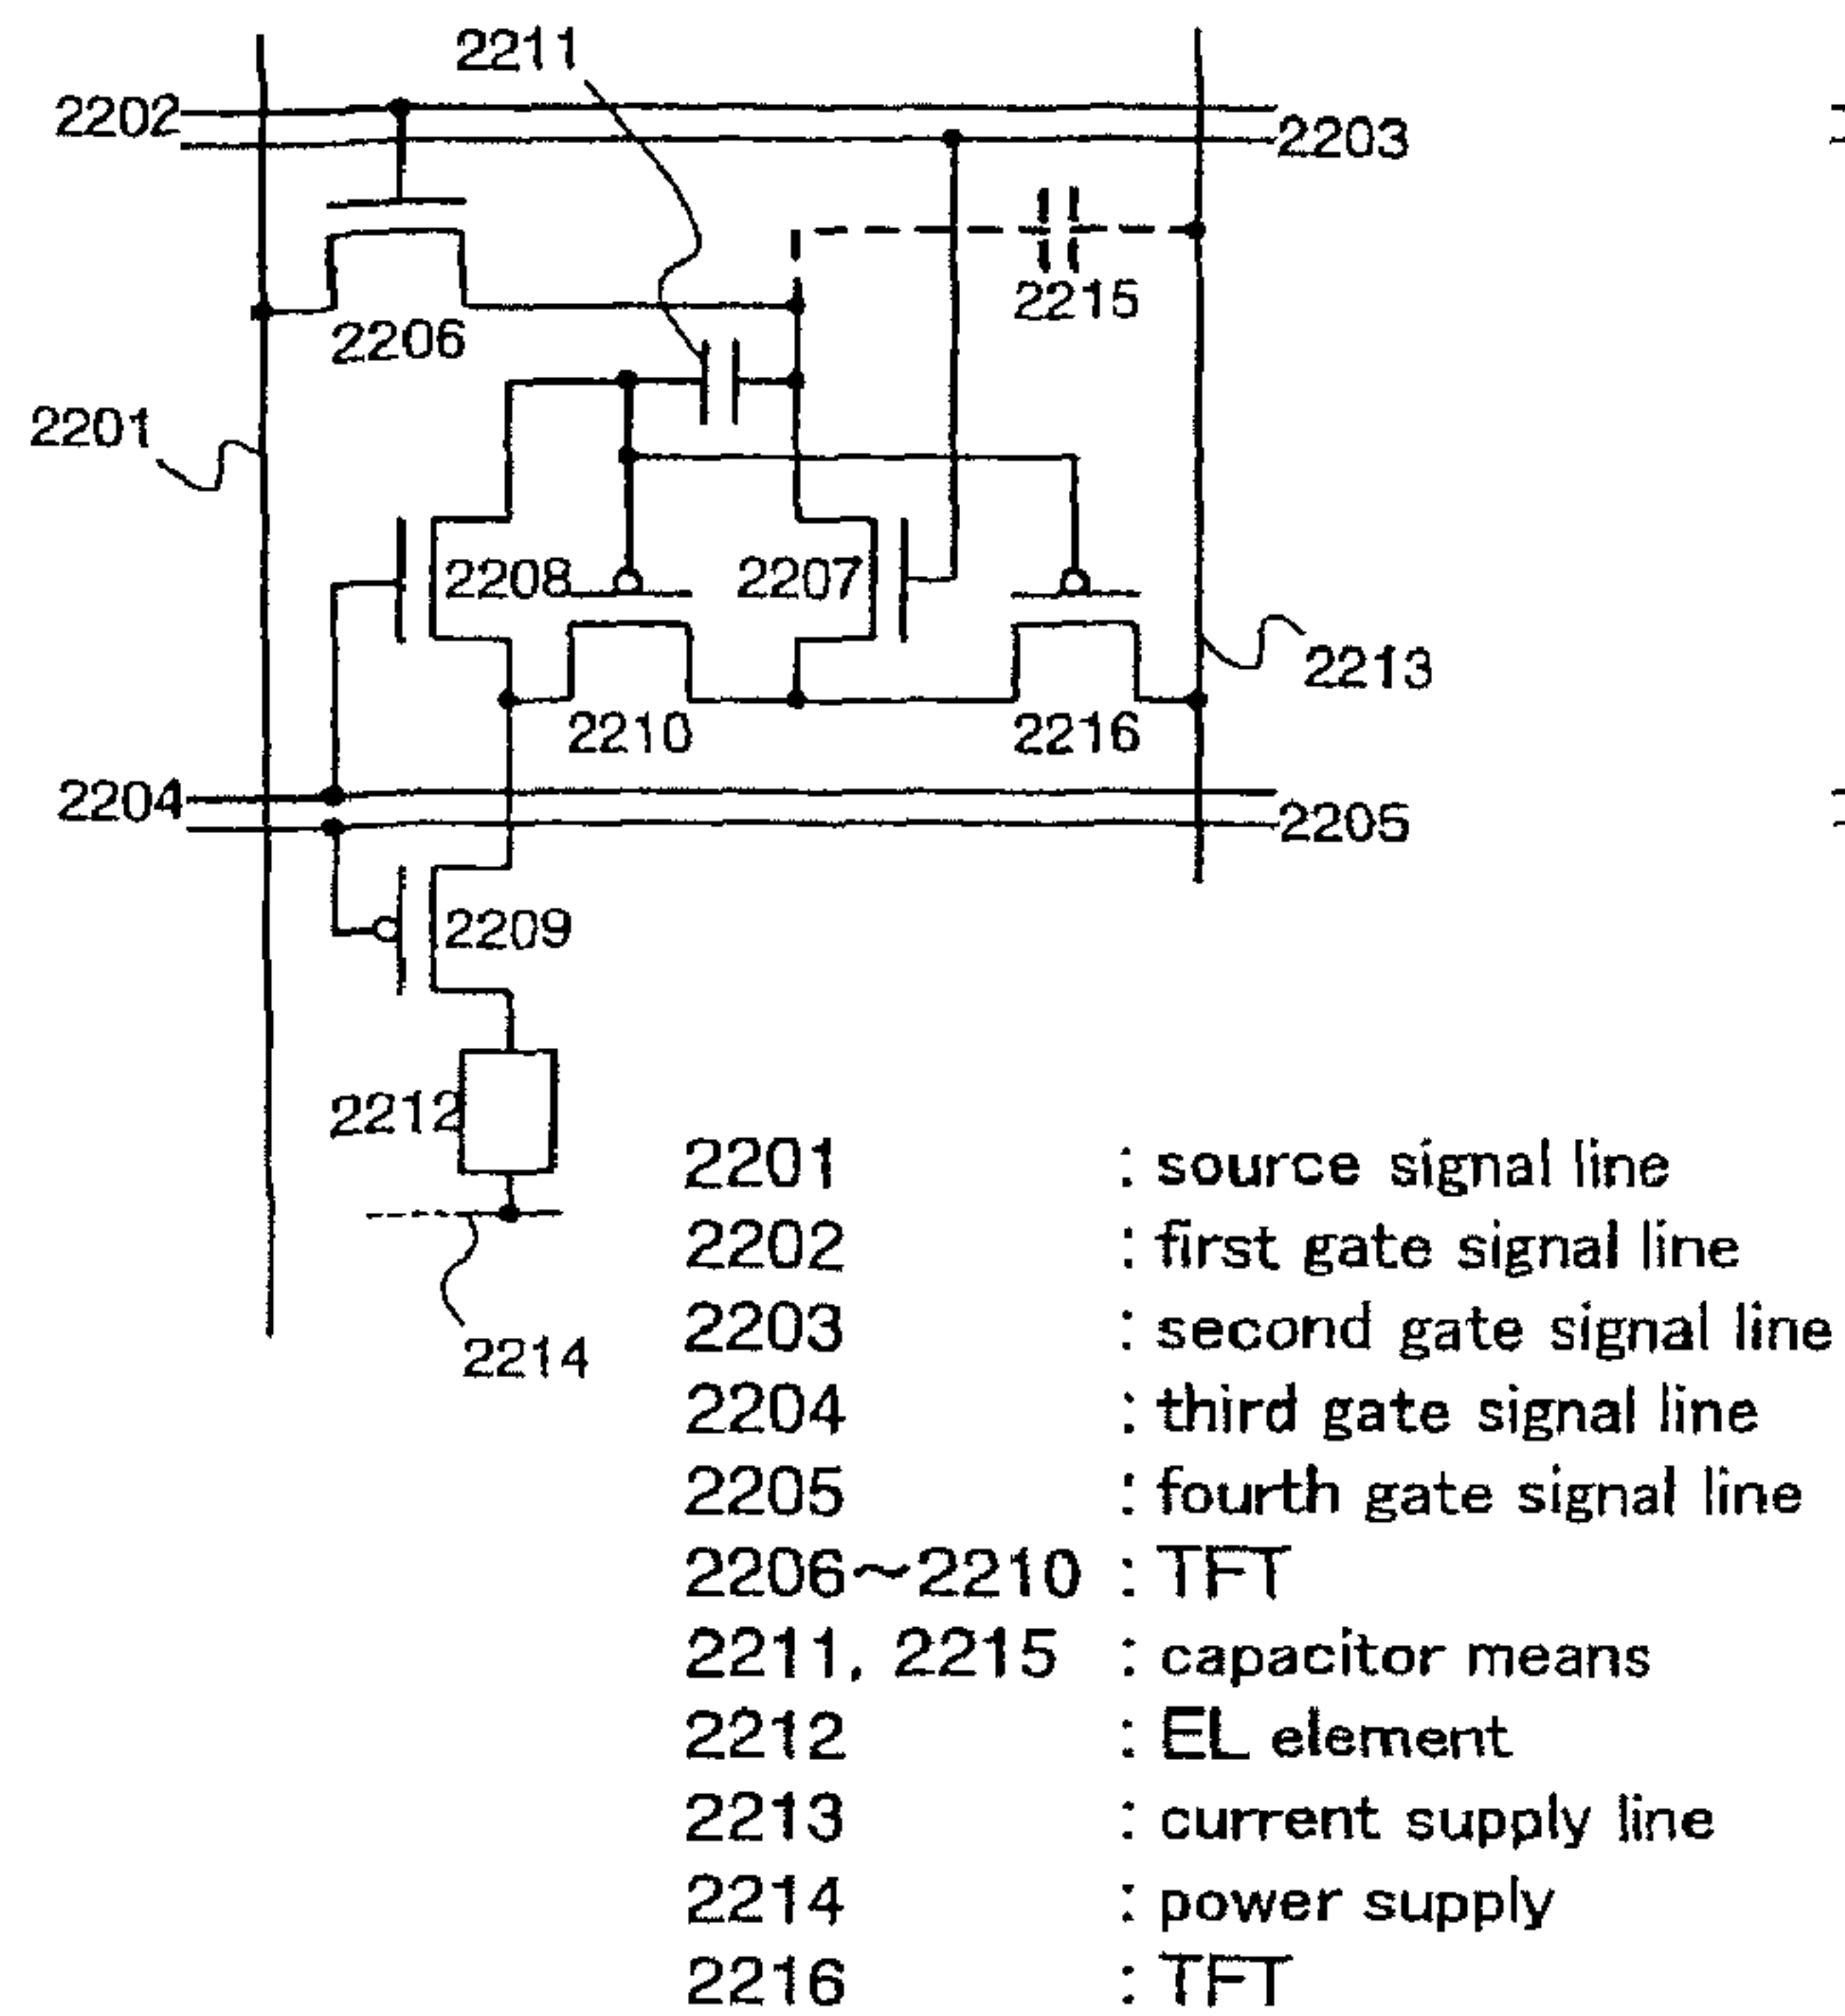 2211
2202
2203
2215
2206
2201
2208
2207
2213
2210
2216
2204
2205
2209
2212
2214
2201 : source signal line
2202 : first gate signal line
2203 : second gate signal line
2204 : third gate signal line
2205 : fourth gate signal line
2206~2210 : TFT
2211, 2215 : capacitor means
2212 : EL element
2213 : current supply line
2214 : power supply
2216 : TFT